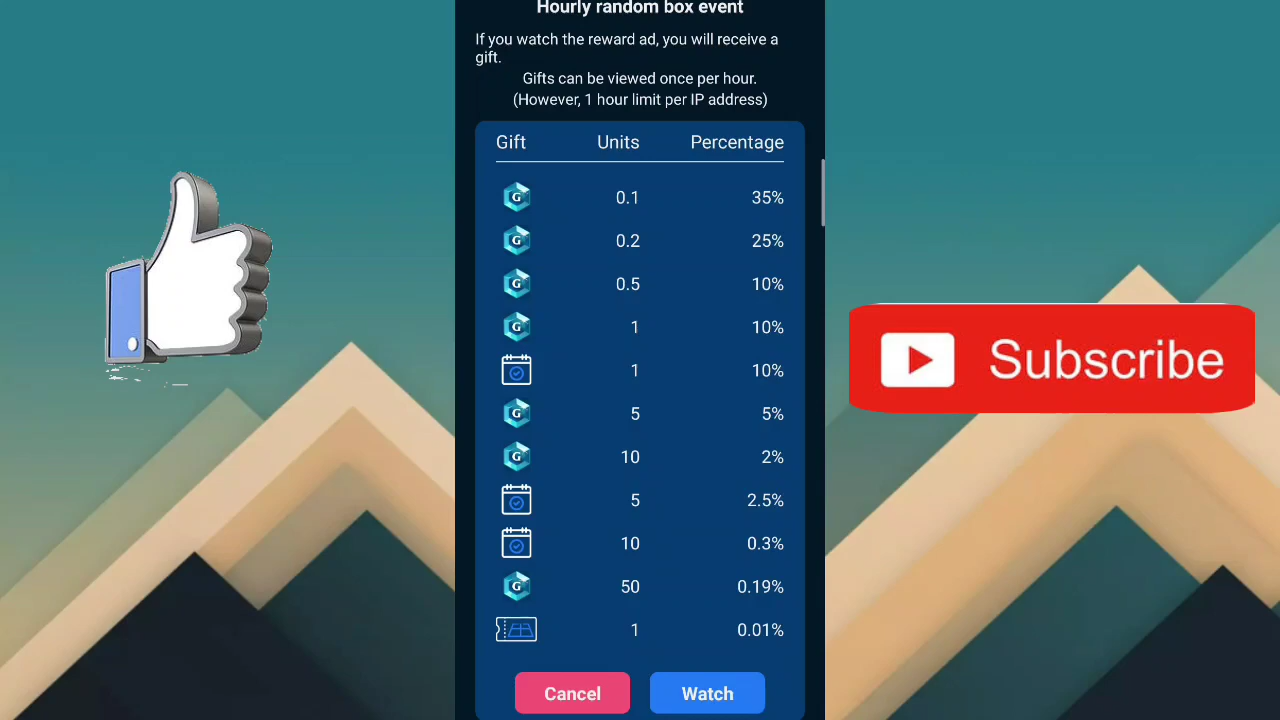 Hourly random box event
If you watch the reward ad, you will receive a
gift.
Gifts can be viewed once per hour.
(However, 1 hour limit per IP address)
Gift Units Percentage
G 0.1 35%
G 0.2 25%
G 0.5 10%
G 1 10%
1 10%
G 5 5%
G 10 2%
5 2.5%
10 0.3%
G 50 0.19%
1 0.01%
Cancel Watch
Subscribe